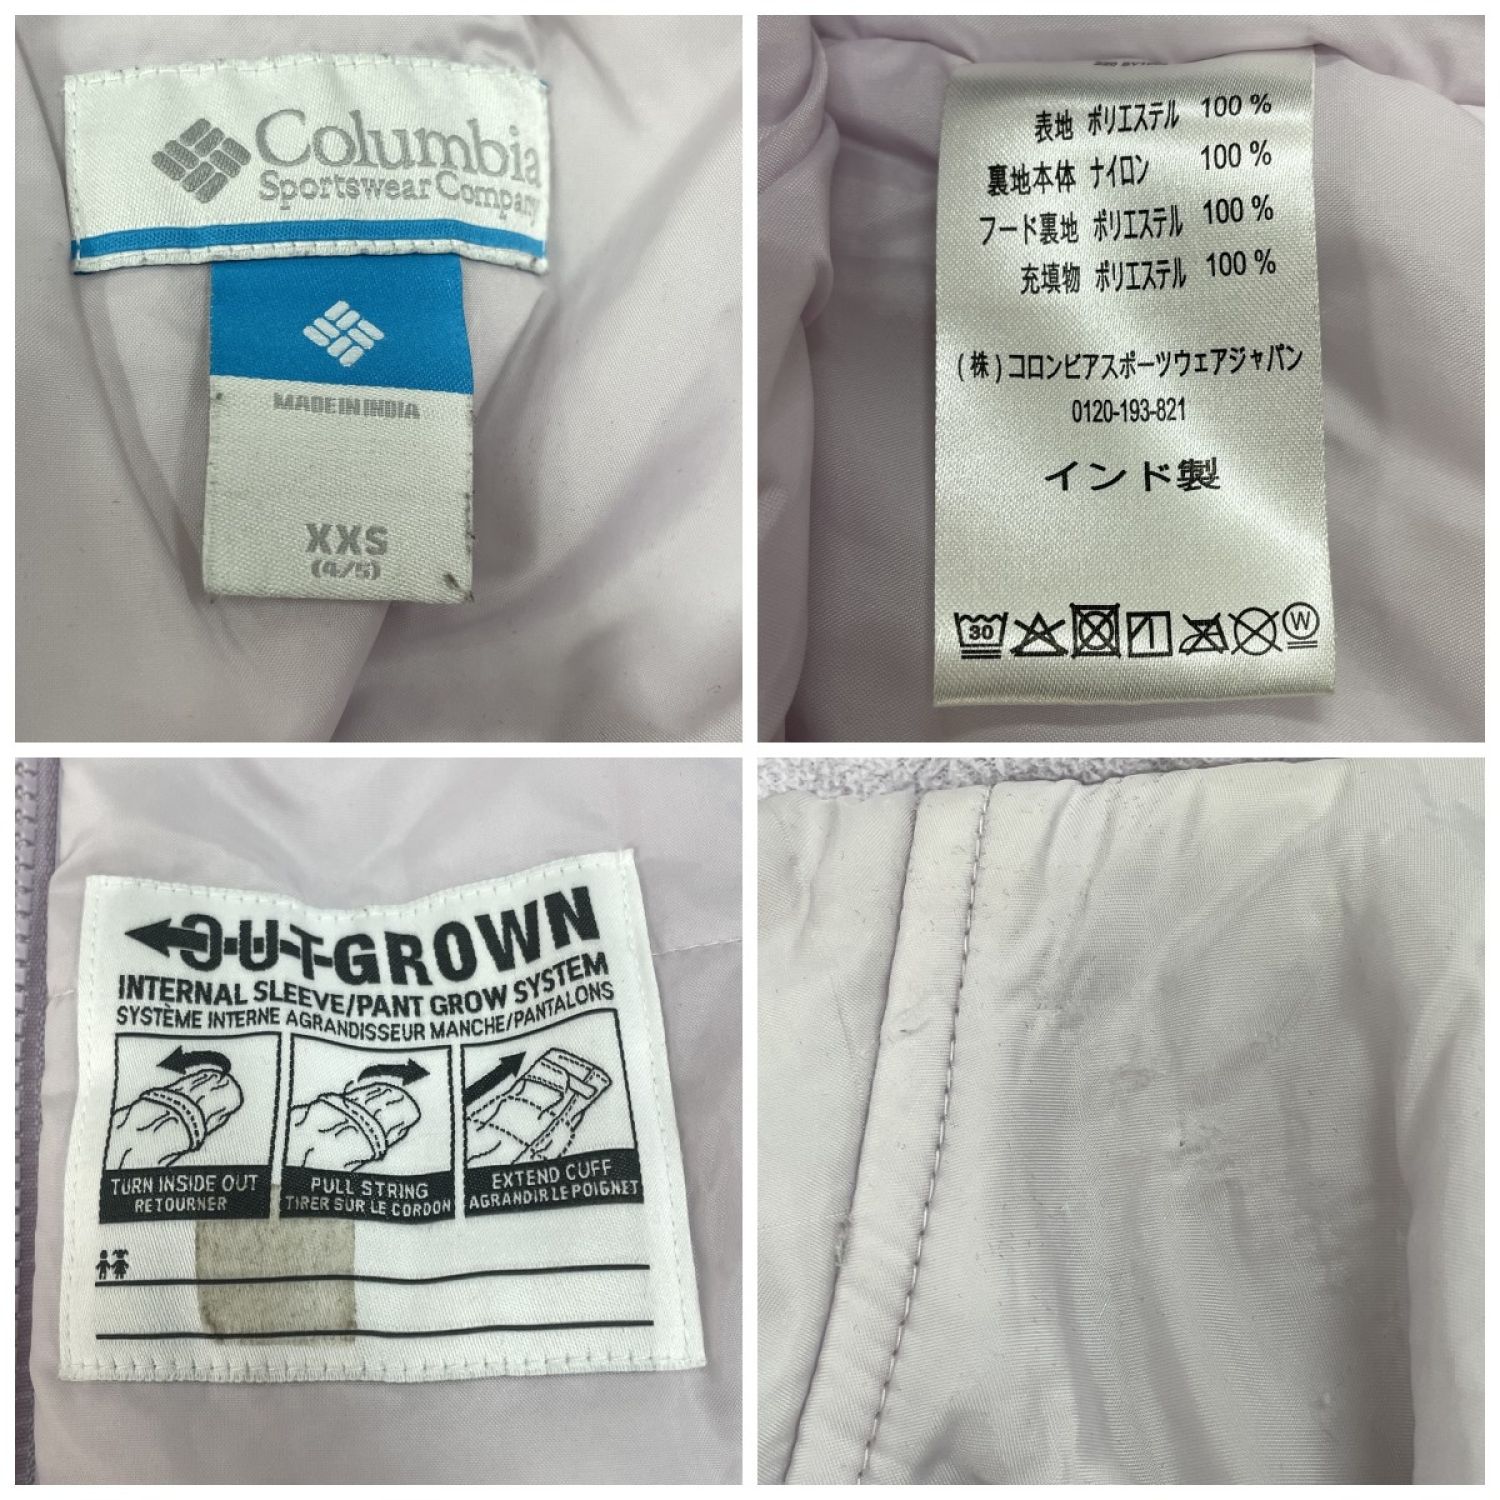 Columbia
Sportswear Company
MADE IN INDIA
XXS
(4/5)
表地 ポリエステル 100 %
裏地本体 ナイロン 100 %
フード裏地 ポリエステル 100 %
充填物 ポリエステル 100 %
(株)コロンビアスポーツウェアジャパン
0120-193-821
インド製
30
W
O-U-T-GROWN
INTERNAL SLEEVE/PANT GROW SYSTEM
SYSTÈME INTERNE AGRANDISSEUR MANCHE/PANTALONS
TURN INSIDE OUT
RETOURNER
PULL STRING
TIRER SUR LE CORDON
EXTEND CUFF
AGRANDIR LE POIGNET